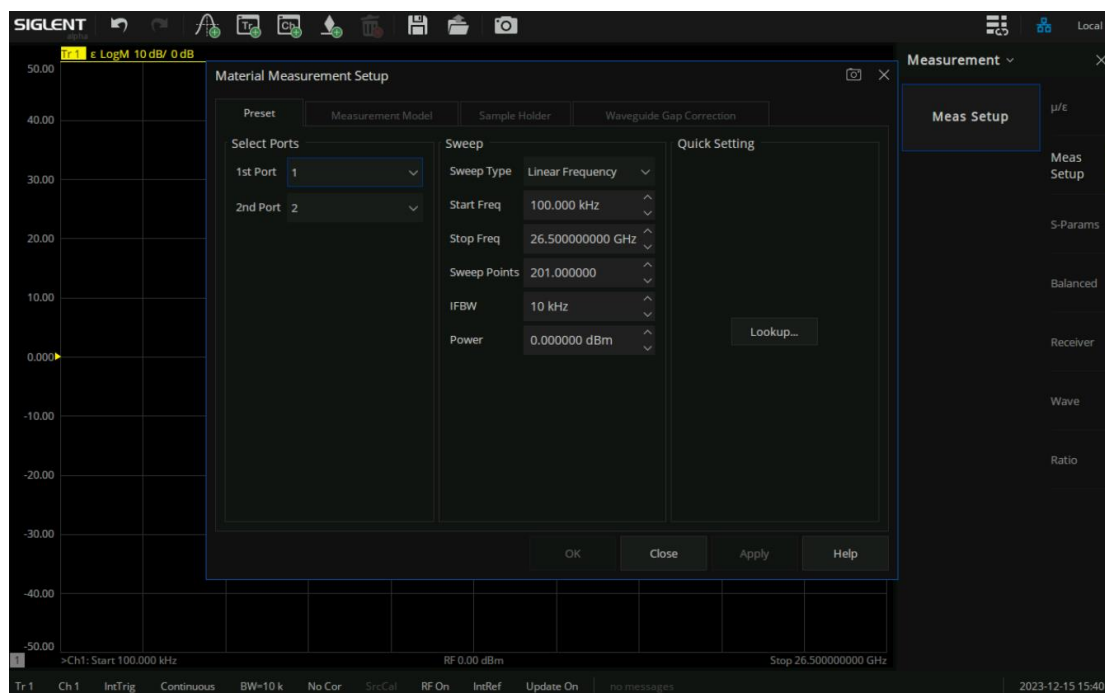 SIGLENT
alpha
Tr
Ch
Local
Tr 1 ε LogM 10 dB/ 0 dB
50.00
40.00
30.00
20.00
10.00
0.000
-10.00
-20.00
-30.00
-40.00
-50.00
Material Measurement Setup
Preset Measurement Model Sample Holder Waveguide Gap Correction
Select Ports
1st Port 1
2nd Port 2
Sweep
Sweep Type Linear Frequency
Start Freq 100.000 kHz
Stop Freq 26.500000000 GHz
Sweep Points 201.000000
IFBW 10 kHz
Power 0.000000 dBm
Quick Setting
Lookup...
OK Close Apply Help
Measurement
Meas Setup
μ/ε
Meas
Setup
S-Params
Balanced
Receiver
Wave
Ratio
1 >Ch1: Start 100.000 kHz RF 0.00 dBm Stop 26.500000000 GHz
Tr 1 Ch 1 IntTrig Continuous BW=10 k No Cor SrcCal RF On IntRef Update On no messages 2023-12-15 15:40